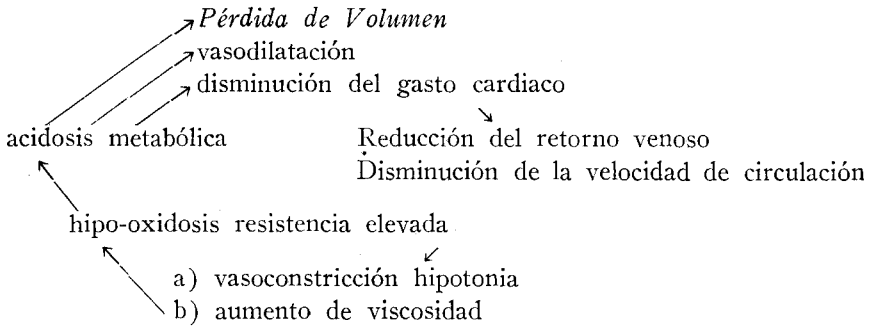 Pérdida de Volumen
vasodilatación
disminución del gasto cardiaco
acidosis metabólica
Reducción del retorno venoso
Disminución de la velocidad de circulación
hipo-oxidosis resistencia elevada
a) vasoconstricción hipotonia
b) aumento de viscosidad